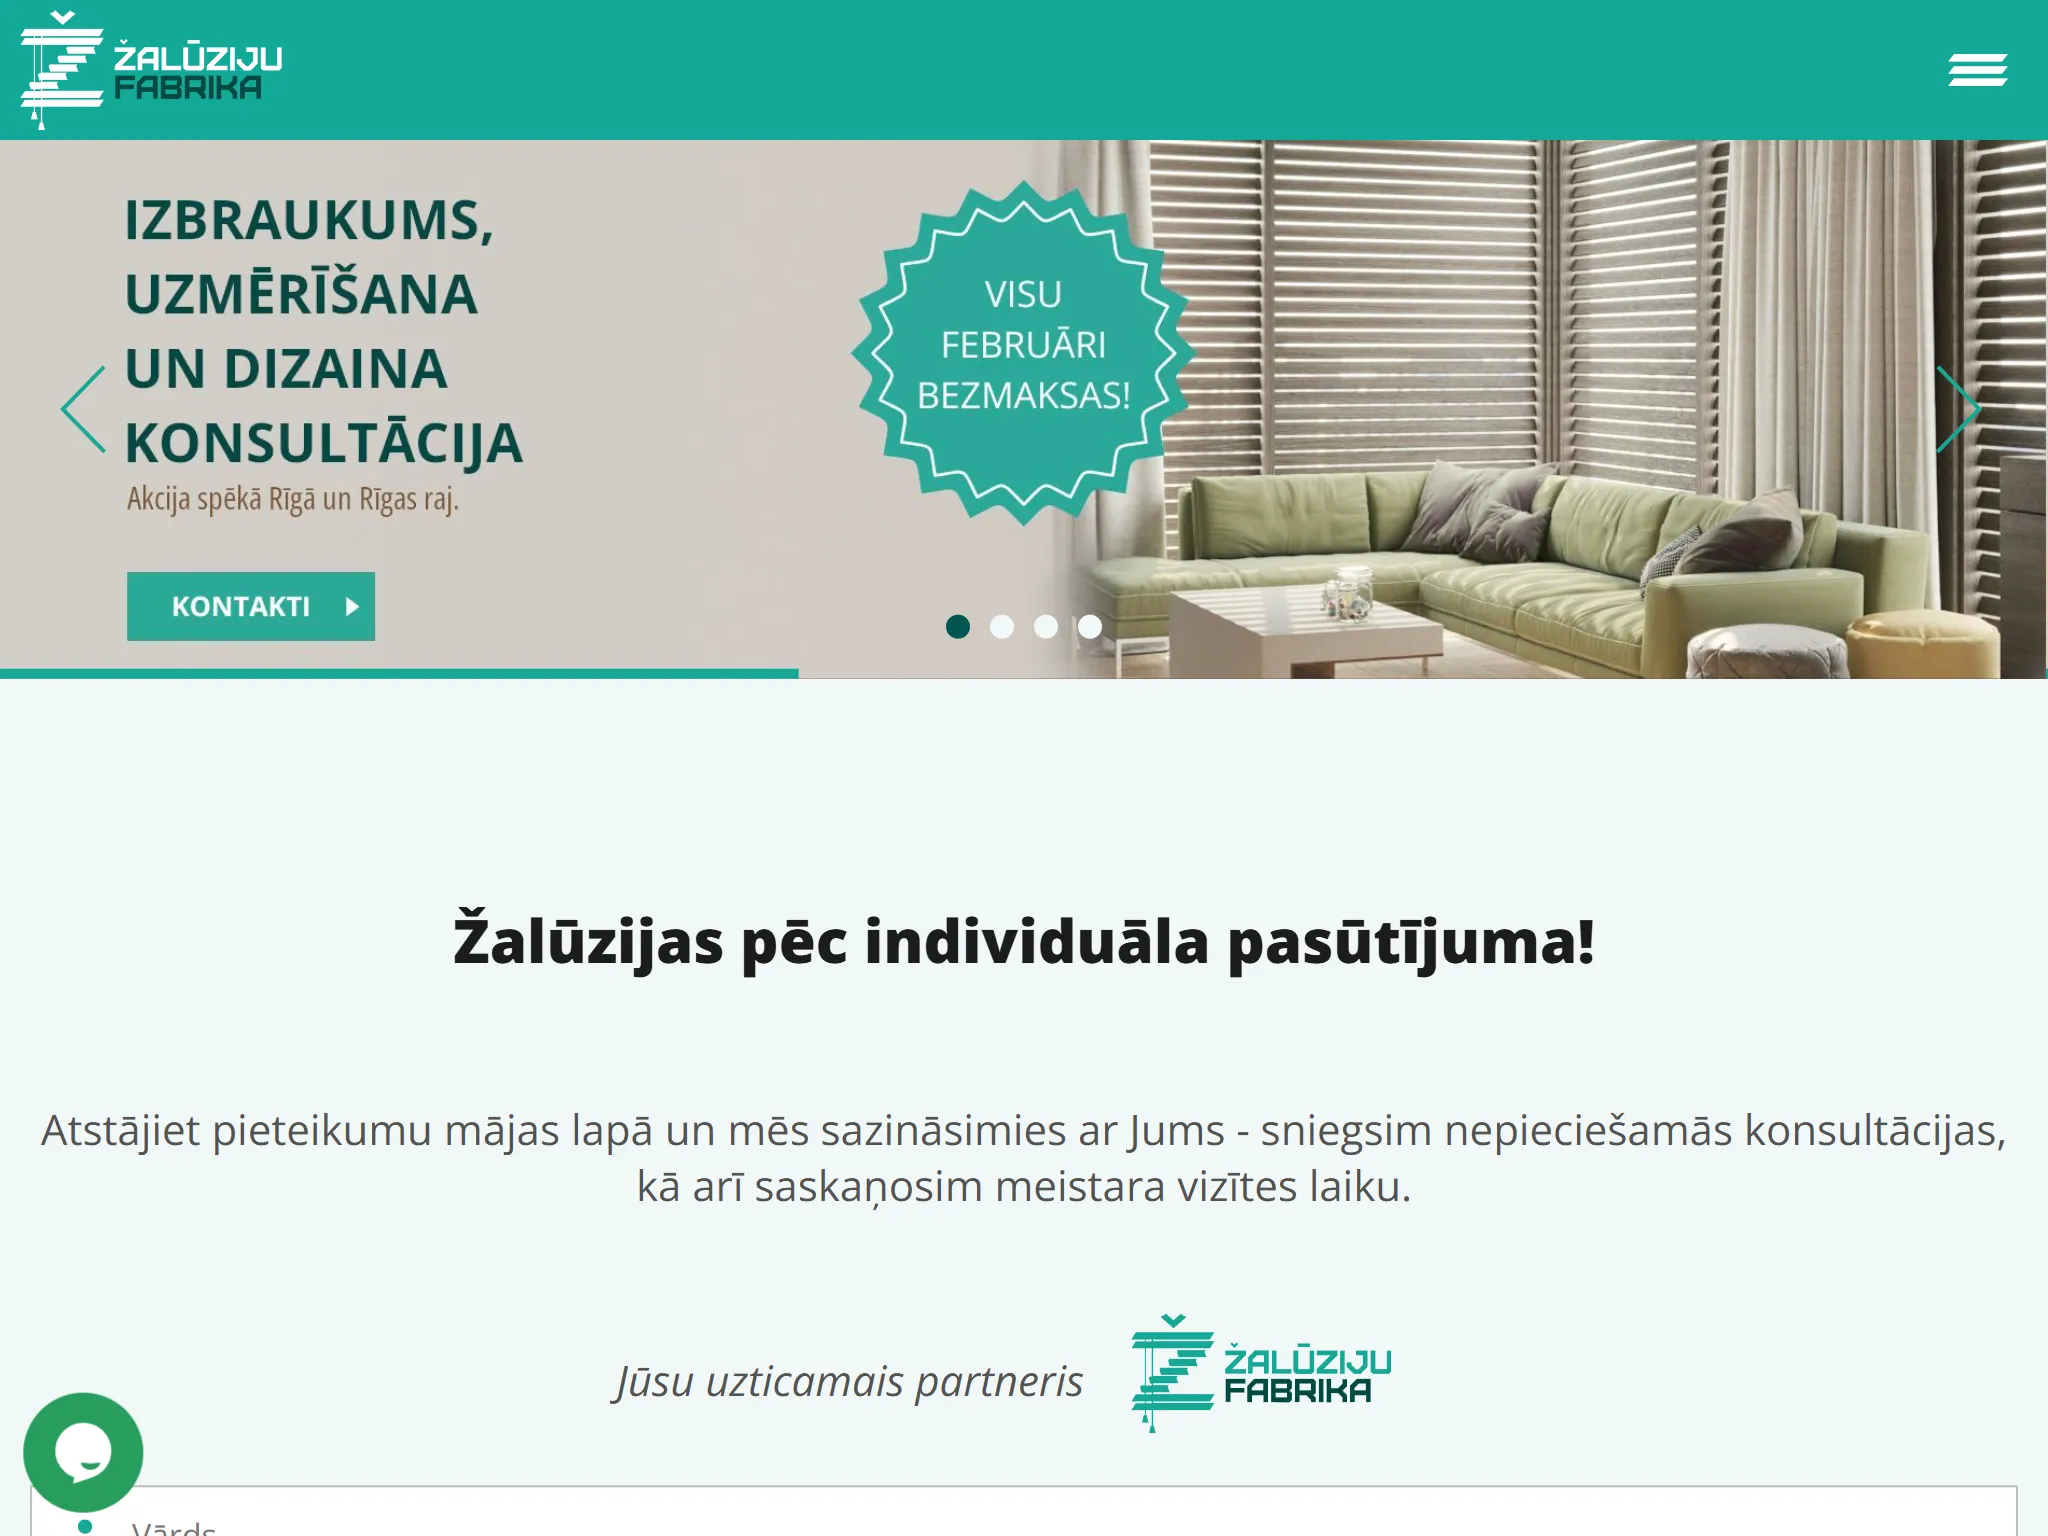 ŽALŪZIJU
FABRIKA
IZBRAUKUMS,
UZMĒRĪŠANA
UN DIZAINA
KONSULTĀCIJA
Akcija spēkā Rīgā un Rīgas raj.
KONTAKTI
VISU
FEBRUĀRI
BEZMAKSAS!
Žalūzijas pēc individuāla pasūtījuma!
Atstājiet pieteikumu mājas lapā un mēs sazināsimies ar Jums - sniegsim nepieciešamās konsultācijas,
kā arī saskaņosim meistara vizītes laiku.
Jūsu uzticamais partneris
ŽALŪZIJU
FABRIKA
Vārds